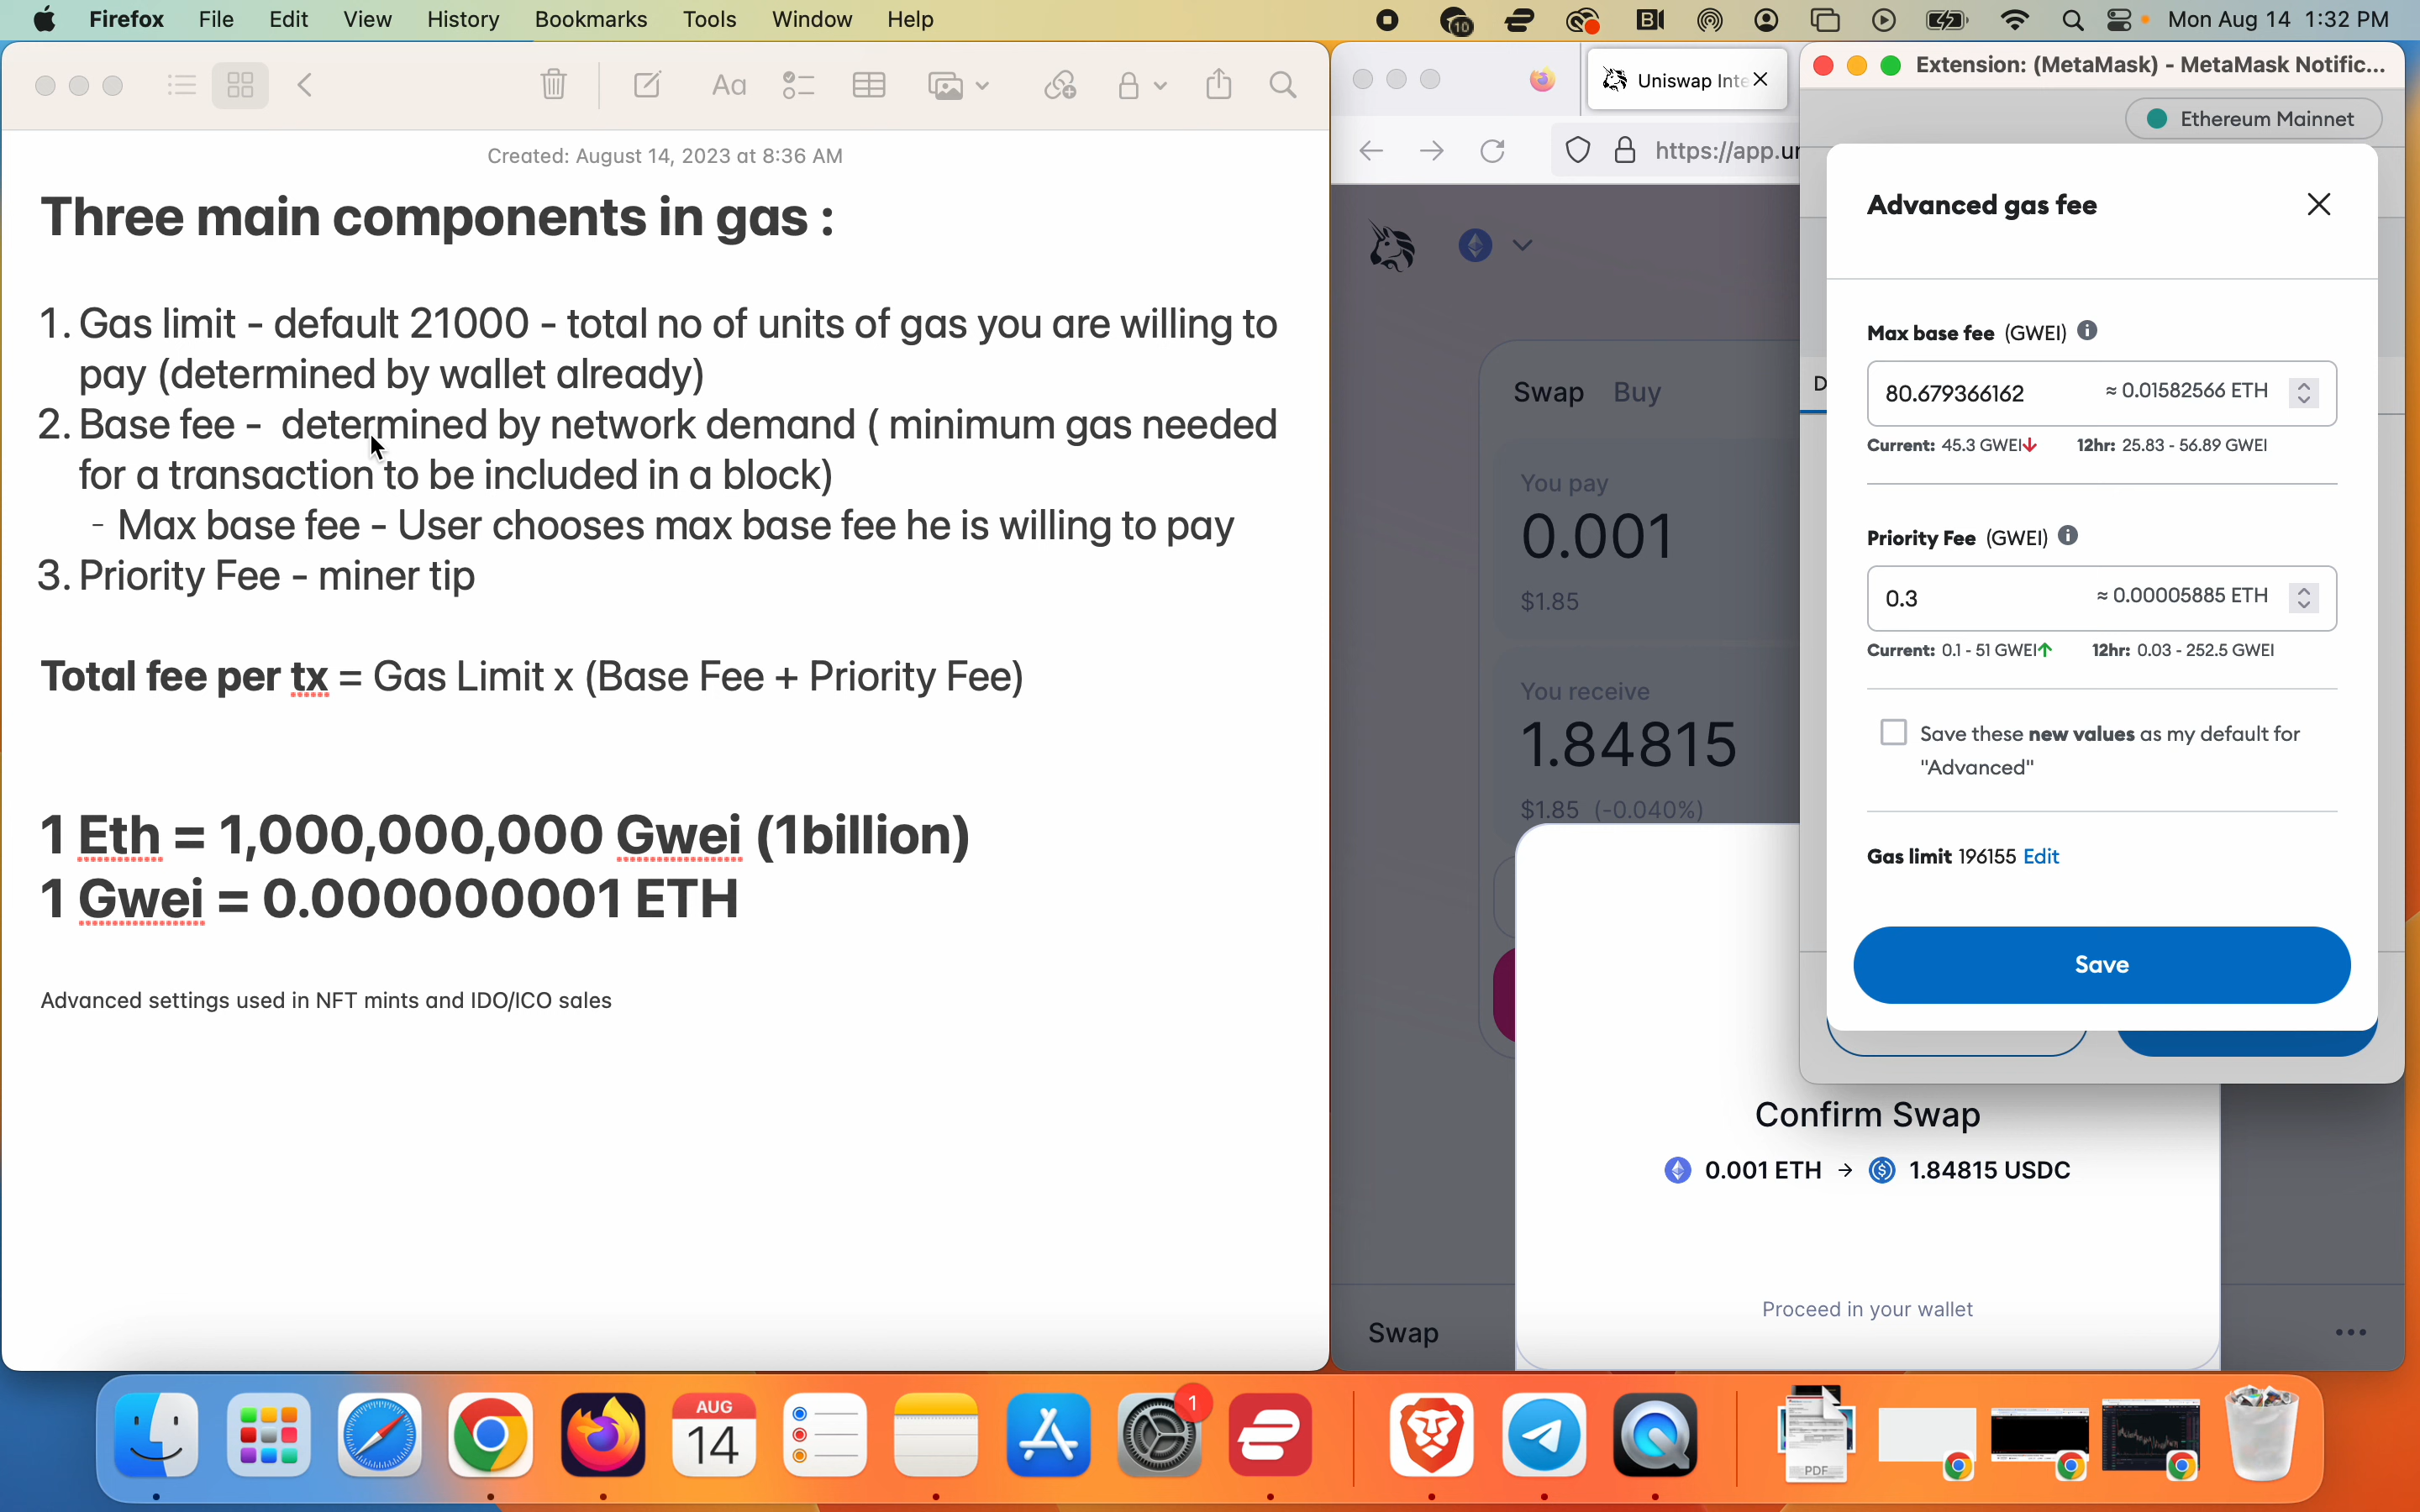 Firefox File Edit View History Bookmarks Tools Window Help
10
Mon Aug 14 1:32 PM
Aa
Created: August 14, 2023 at 8:36 AM
Three main components in gas :
1. Gas limit - default 21000 - total no of units of gas you are willing to
pay (determined by wallet already)
2. Base fee - determined by network demand ( minimum gas needed
for a transaction to be included in a block)
- Max base fee - User chooses max base fee he is willing to pay
3. Priority Fee - miner tip
Total fee per tx = Gas Limit x (Base Fee + Priority Fee)
1 Eth = 1,000,000,000 Gwei (1billion)
1 Gwei = 0.000000001 ETH
Advanced settings used in NFT mints and IDO/ICO sales
Uniswap Inte
https://app.un
Swap Buy
You pay
0.001
$1.85
You receive
1.84815
$1.85 (-0.040%)
Confirm Swap
0.001 ETH → 1.84815 USDC
Proceed in your wallet
Swap
Extension: (MetaMask) - MetaMask Notific...
Ethereum Mainnet
D
Advanced gas fee
Max base fee (GWEI)
80.679366162 ≈ 0.01582566 ETH
Current: 45.3 GWEI↓ 12hr: 25.83 - 56.89 GWEI
Priority Fee (GWEI)
0.3 ≈ 0.00005885 ETH
Current: 0.1 - 51 GWEI↑ 12hr: 0.03 - 252.5 GWEI
Save these new values as my default for
"Advanced"
Gas limit 196155 Edit
Save
AUG
14
1
PDF